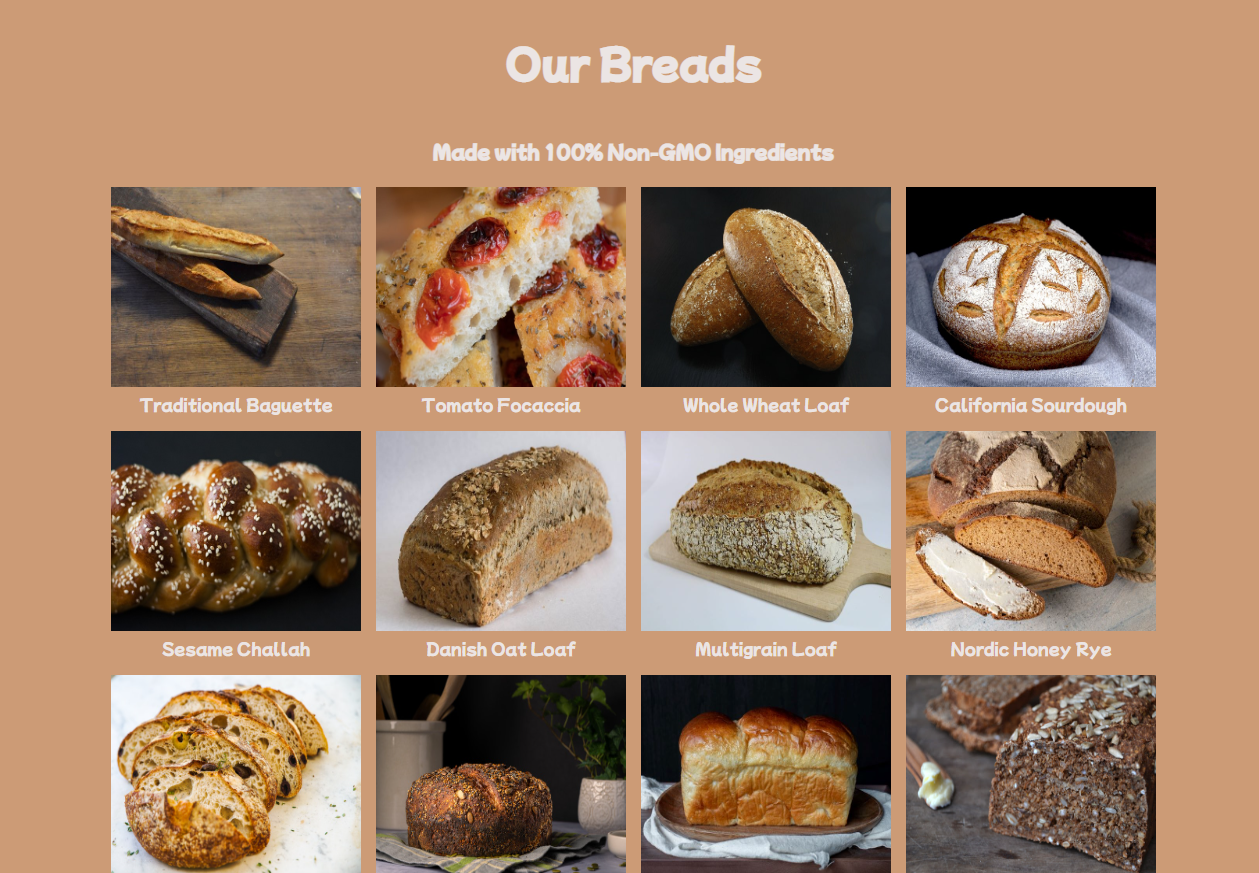 Our Breads
Made with 100% Non-GMO Ingredients
Traditional Baguette
Tomato Focaccia
Whole Wheat Loaf
California Sourdough
Sesame Challah
Danish Oat Loaf
Multigrain Loaf
Nordic Honey Rye